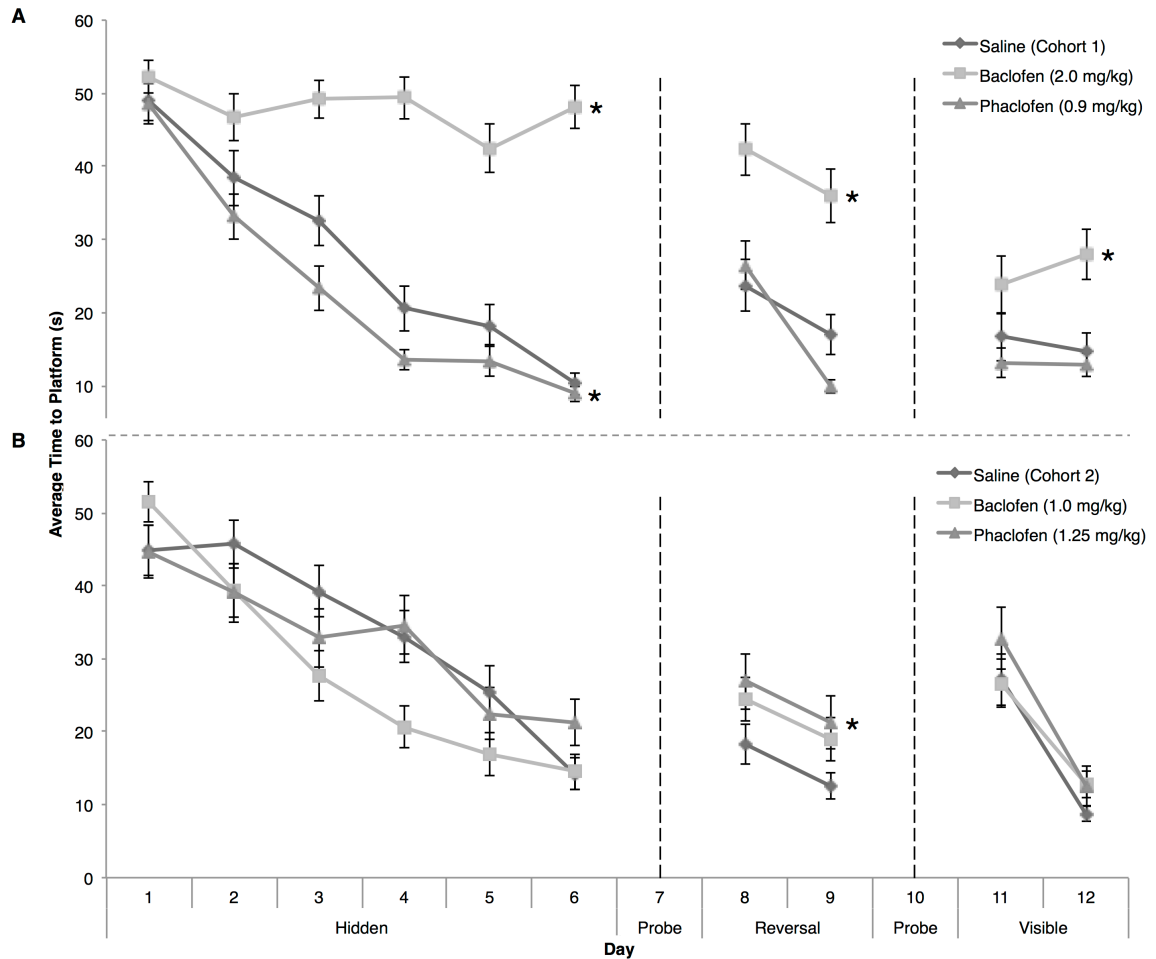 A
60
50
40
30
20
10
Saline (Cohort 1)
Baclofen (2.0 mg/kg)
Phaclofen (0.9 mg/kg)
*
*
*
*
Average Time to Platform (s)
B
60
50
40
30
20
10
0
Saline (Cohort 2)
Baclofen (1.0 mg/kg)
Phaclofen (1.25 mg/kg)
*
1 2 3 4 5 6 7 8 9 10 11 12
Hidden Probe Reversal Probe Visible
Day